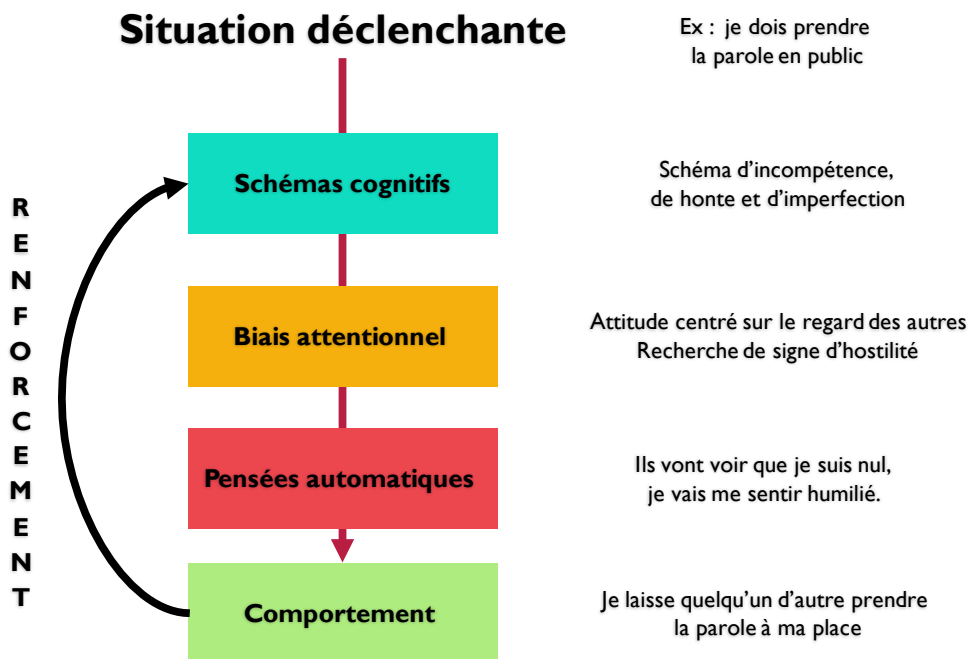 Situation déclenchante
Ex : je dois prendre
la parole en public
Schémas cognitifs
Schéma d'incompétence,
de honte et d'imperfection
RENFORCEMENT
Biais attentionnel
Attitude centré sur le regard des autres
Recherche de signe d'hostilité
Pensées automatiques
Ils vont voir que je suis nul,
je vais me sentir humilié.
Comportement
Je laisse quelqu'un d'autre prendre
la parole à ma place